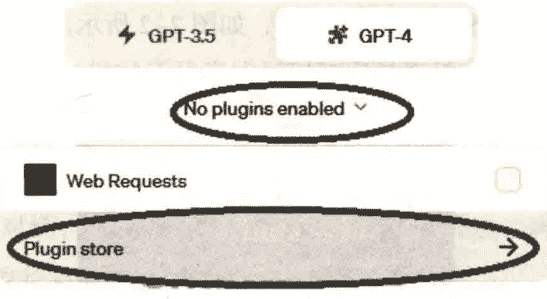 GPT-3.5 GPT-4
No plugins enabled
Web Requests
Plugin store